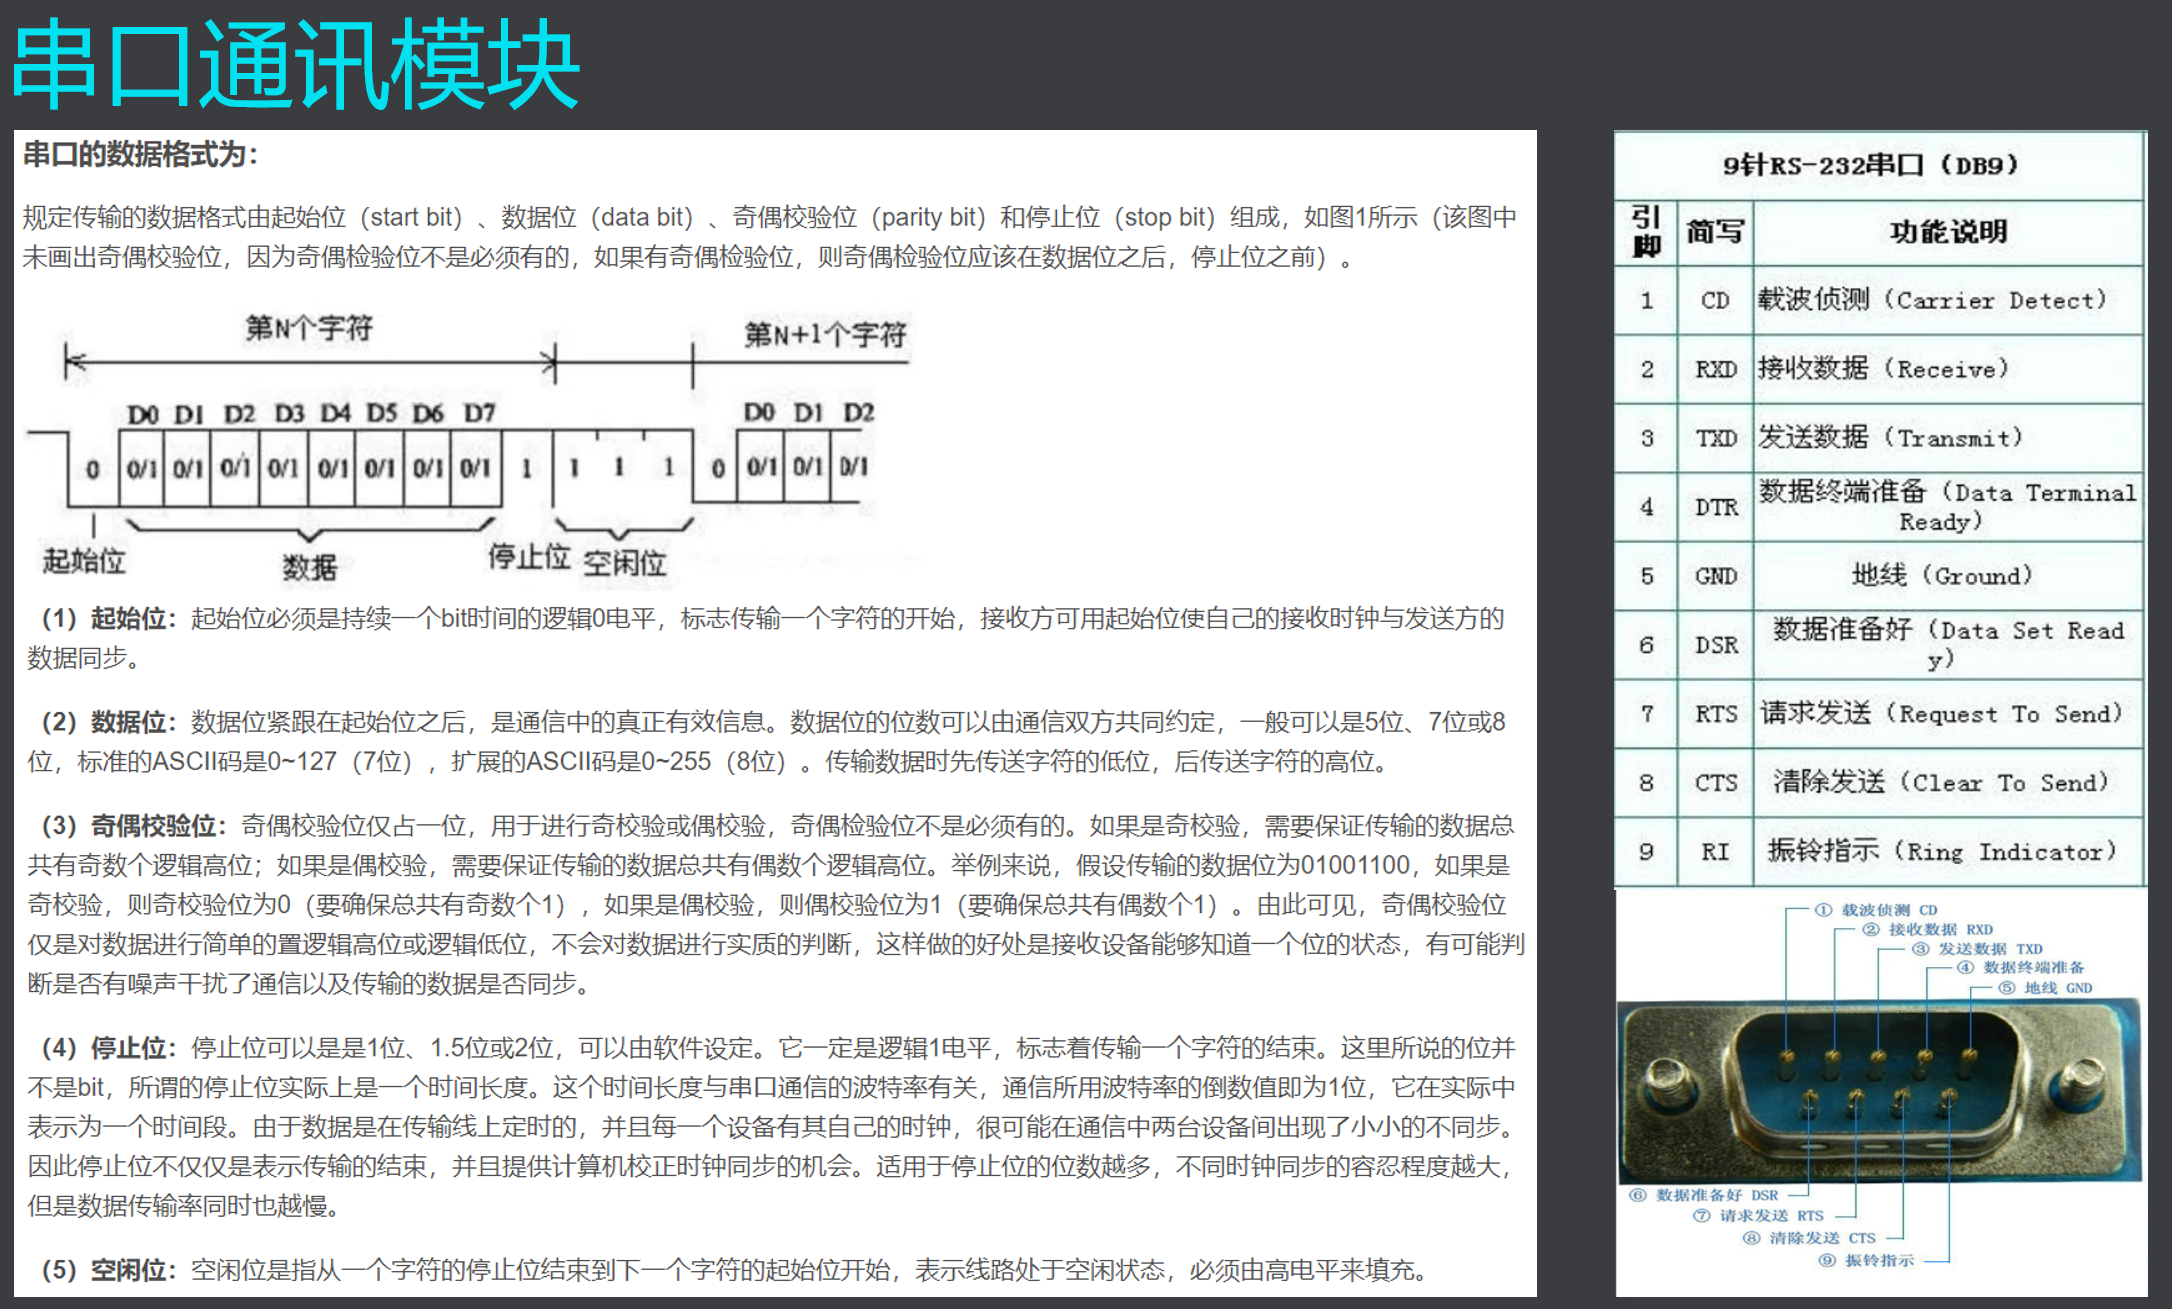 串口通讯模块
串口的数据格式为：
规定传输的数据格式由起始位（start bit）、数据位（data bit）、奇偶校验位（parity bit）和停止位（stop bit）组成，如图1所示（该图中
未画出奇偶校验位，因为奇偶检验位不是必须有的，如果有奇偶检验位，则奇偶检验位应该在数据位之后，停止位之前）。
第N个字符 第N+1个字符
D0 D1 D2 D3 D4 D5 D6 D7 D0 D1 D2
0 0/1 0/1 0/1 0/1 0/1 0/1 0/1 0/1 1 1 1 1 0 0/1 0/1 0/1
起始位 数据 停止位 空闲位
（1）起始位：起始位必须是持续一个bit时间的逻辑0电平，标志传输一个字符的开始，接收方可用起始位使自己的接收时钟与发送方的
数据同步。
（2）数据位：数据位紧跟在起始位之后，是通信中的真正有效信息。数据位的位数可以由通信双方共同约定，一般可以是5位、7位或8
位，标准的ASCII码是0~127（7位），扩展的ASCII码是0~255（8位）。传输数据时先传送字符的低位，后传送字符的高位。
（3）奇偶校验位：奇偶校验位仅占一位，用于进行奇校验或偶校验，奇偶检验位不是必须有的。如果是奇校验，需要保证传输的数据总
共有奇数个逻辑高位；如果是偶校验，需要保证传输的数据总共有偶数个逻辑高位。举例来说，假设传输的数据位为01001100，如果是
奇校验，则奇校验位为0（要确保总共有奇数个1），如果是偶校验，则偶校验位为1（要确保总共有偶数个1）。由此可见，奇偶校验位
仅是对数据进行简单的置逻辑高位或逻辑低位，不会对数据进行实质的判断，这样做的好处是接收设备能够知道一个位的状态，有可能判
断是否有噪声干扰了通信以及传输的数据是否同步。
（4）停止位：停止位可以是是1位、1.5位或2位，可以由软件设定。它一定是逻辑1电平，标志着传输一个字符的结束。这里所说的位并
不是bit，所谓的停止位实际上是一个时间长度。这个时间长度与串口通信的波特率有关，通信所用波特率的倒数值即为1位，它在实际中
表示为一个时间段。由于数据是在传输线上定时的，并且每一个设备有其自己的时钟，很可能在通信中两台设备间出现了小小的不同步。
因此停止位不仅仅是表示传输的结束，并且提供计算机校正时钟同步的机会。适用于停止位的位数越多，不同时钟同步的容忍程度越大，
但是数据传输率同时也越慢。
（5）空闲位：空闲位是指从一个字符的停止位结束到下一个字符的起始位开始，表示线路处于空闲状态，必须由高电平来填充。
9针RS-232串口（DB9）
引脚 简写 功能说明
1 CD 载波侦测（Carrier Detect）
2 RXD 接收数据（Receive）
3 TXD 发送数据（Transmit）
4 DTR 数据终端准备（Data Terminal
Ready）
5 GND 地线（Ground）
6 DSR 数据准备好（Data Set Read
y）
7 RTS 请求发送（Request To Send）
8 CTS 清除发送（Clear To Send）
9 RI 振铃指示（Ring Indicator）
① 载波侦测 CD
② 接收数据 RXD
③ 发送数据 TXD
④ 数据终端准备
⑤ 地线 GND
⑥ 数据准备好 DSR
⑦ 请求发送 RTS
⑧ 清除发送 CTS
⑨ 振铃指示